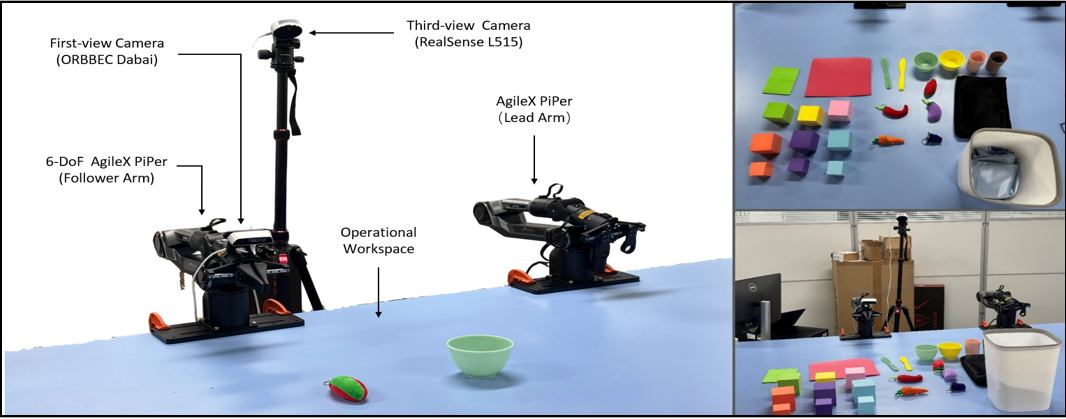 Third-view Camera
(RealSense L515)
First-view Camera
(ORBBEC Dabai)
AgileX PiPer
(Lead Arm)
6-DoF AgileX PiPer
(Follower Arm)
Operational
Workspace